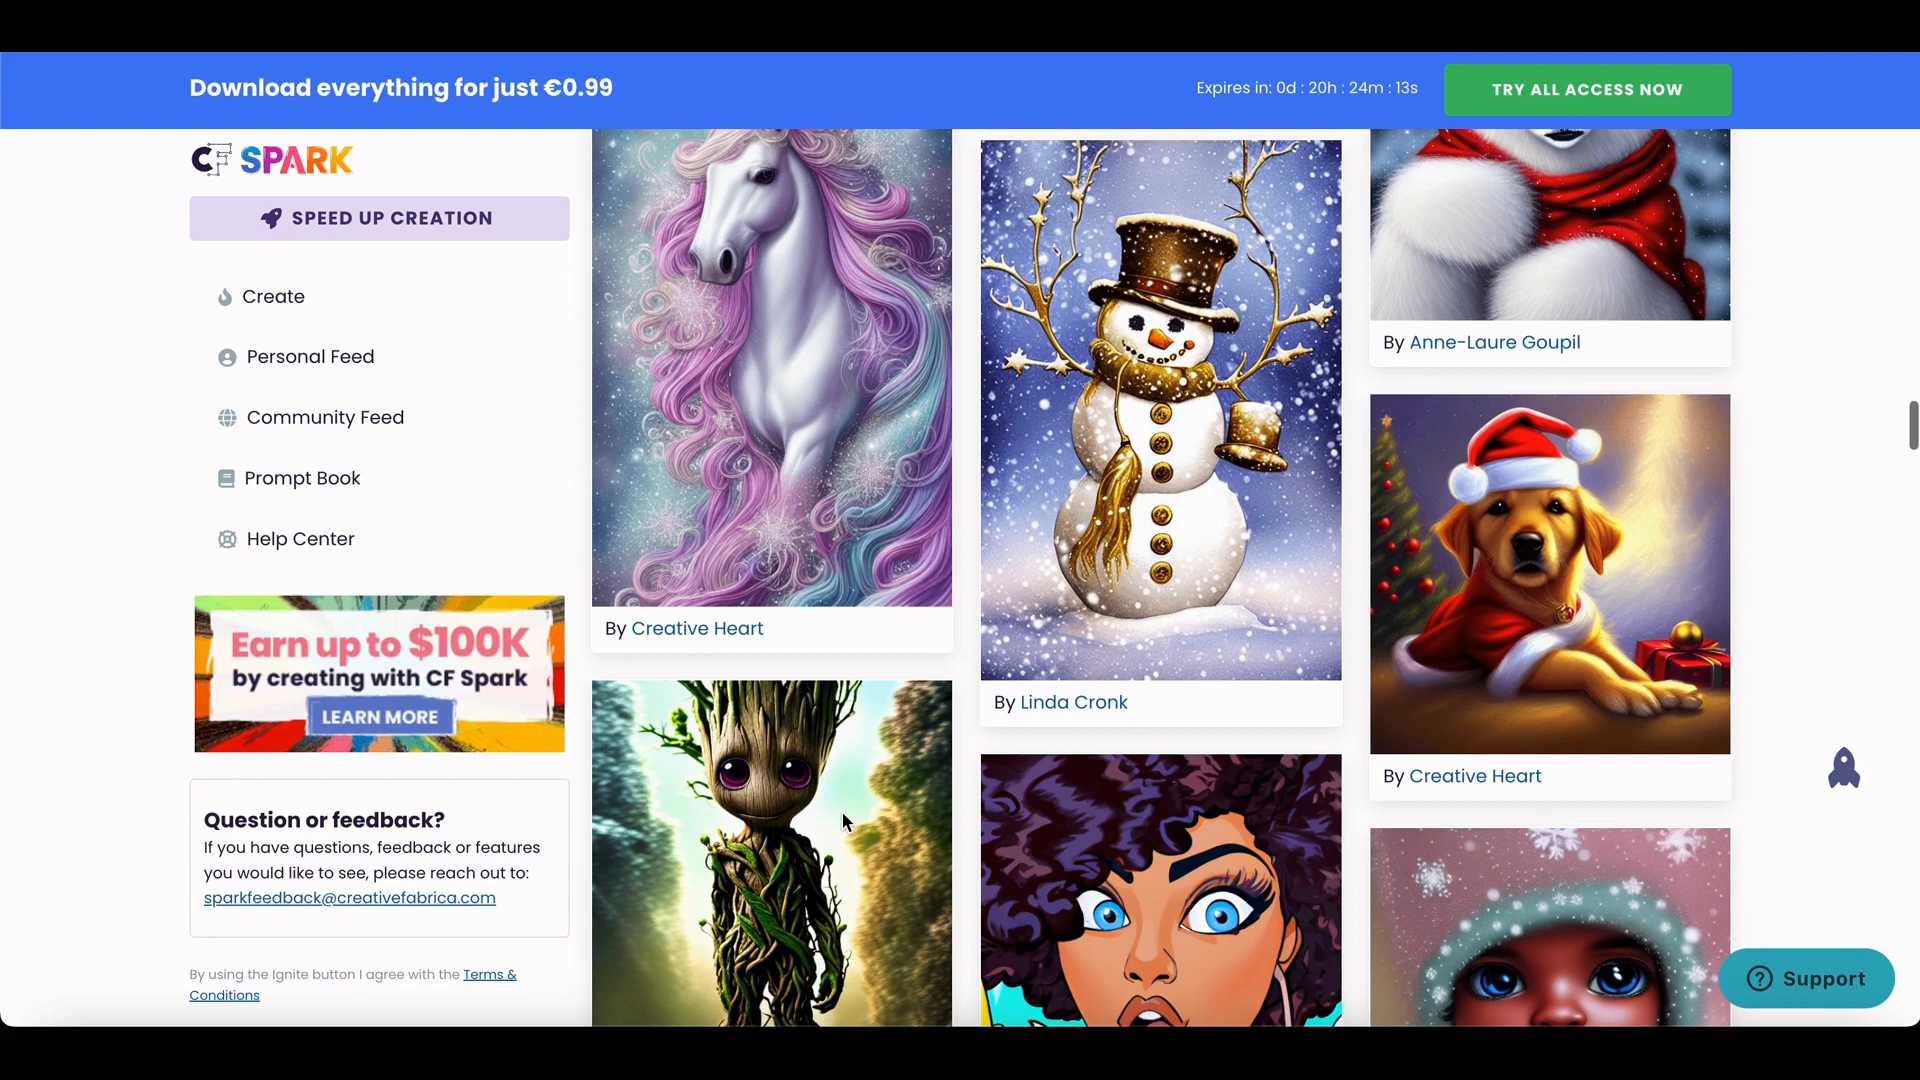 Download everything for just €0.99
Expires in: 0d : 20h : 24m : 13s
TRY ALL ACCESS NOW
CF SPARK
SPEED UP CREATION
Create
Personal Feed
Community Feed
Prompt Book
Help Center
Earn up to $100K
by creating with CF Spark
LEARN MORE
Question or feedback?
If you have questions, feedback or features
you would like to see, please reach out to:
sparkfeedback@creativefabrica.com
By using the Ignite button I agree with the Terms &
Conditions
By Creative Heart
By Linda Cronk
By Anne-Laure Goupil
By Creative Heart
Support